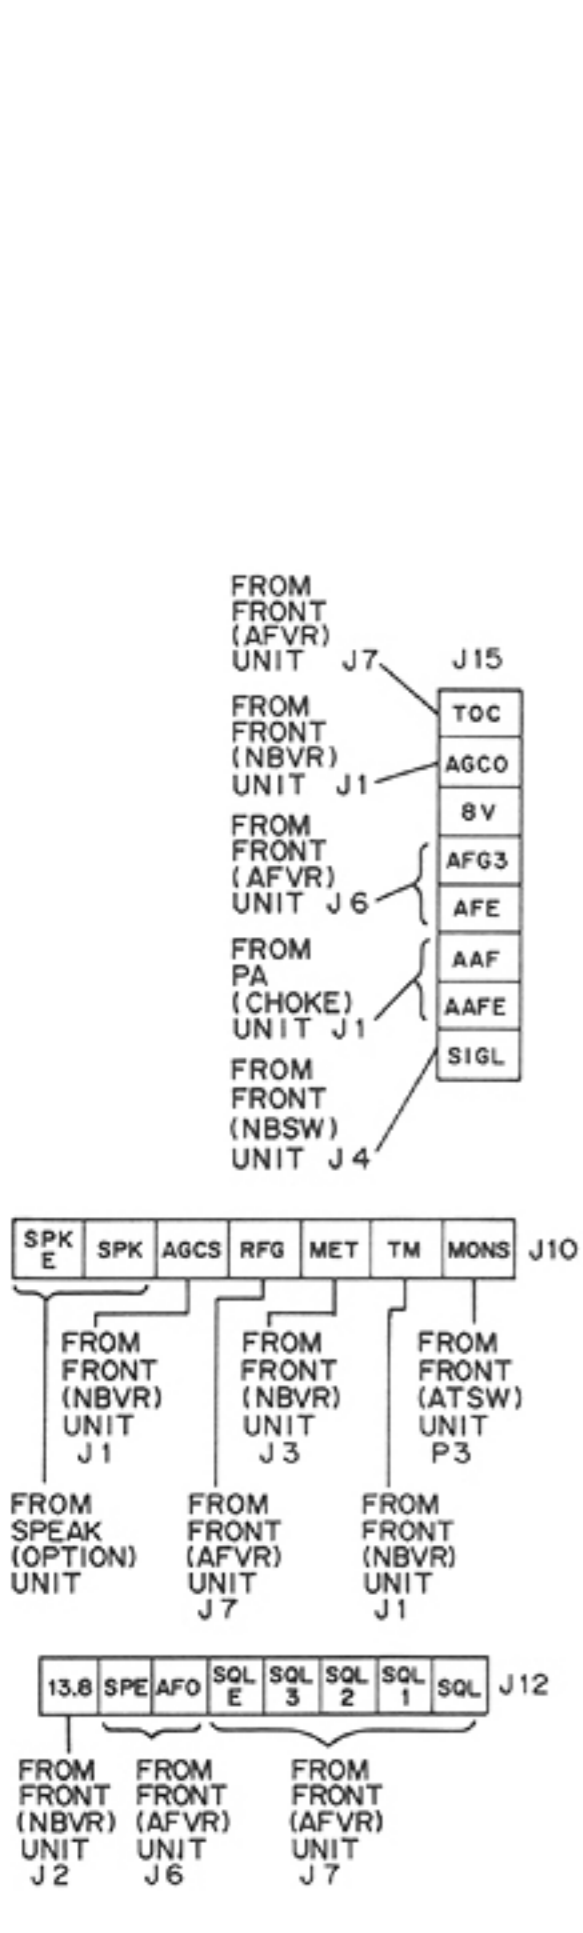 FROM
FRONT
(AFVR)
UNIT J7
J15
TOC
FROM
FRONT
(NBVR)
UNIT J1
AGCO
8V
FROM
FRONT
(AFVR)
UNIT J6
AFG3
AFE
FROM
PA
(CHOKE)
UNIT J1
AAF
AAFE
FROM
FRONT
(NBSW)
UNIT J4
SIGL
SPK
E
SPK
AGCS
RFG
MET
TM
MONS
J10
FROM
FRONT
(NBVR)
UNIT
J1
FROM
FRONT
(NBVR)
UNIT
J3
FROM
FRONT
(ATSW)
UNIT
P3
FROM
SPEAK
(OPTION)
UNIT
FROM
FRONT
(AFVR)
UNIT
J7
FROM
FRONT
(NBVR)
UNIT
J1
13.8
SPE
AFO
SQL
E
SQL
3
SQL
2
SQL
1
SQL
J12
FROM
FRONT
(NBVR)
UNIT
J2
FROM
FRONT
(AFVR)
UNIT
J6
FROM
FRONT
(AFVR)
UNIT
J7